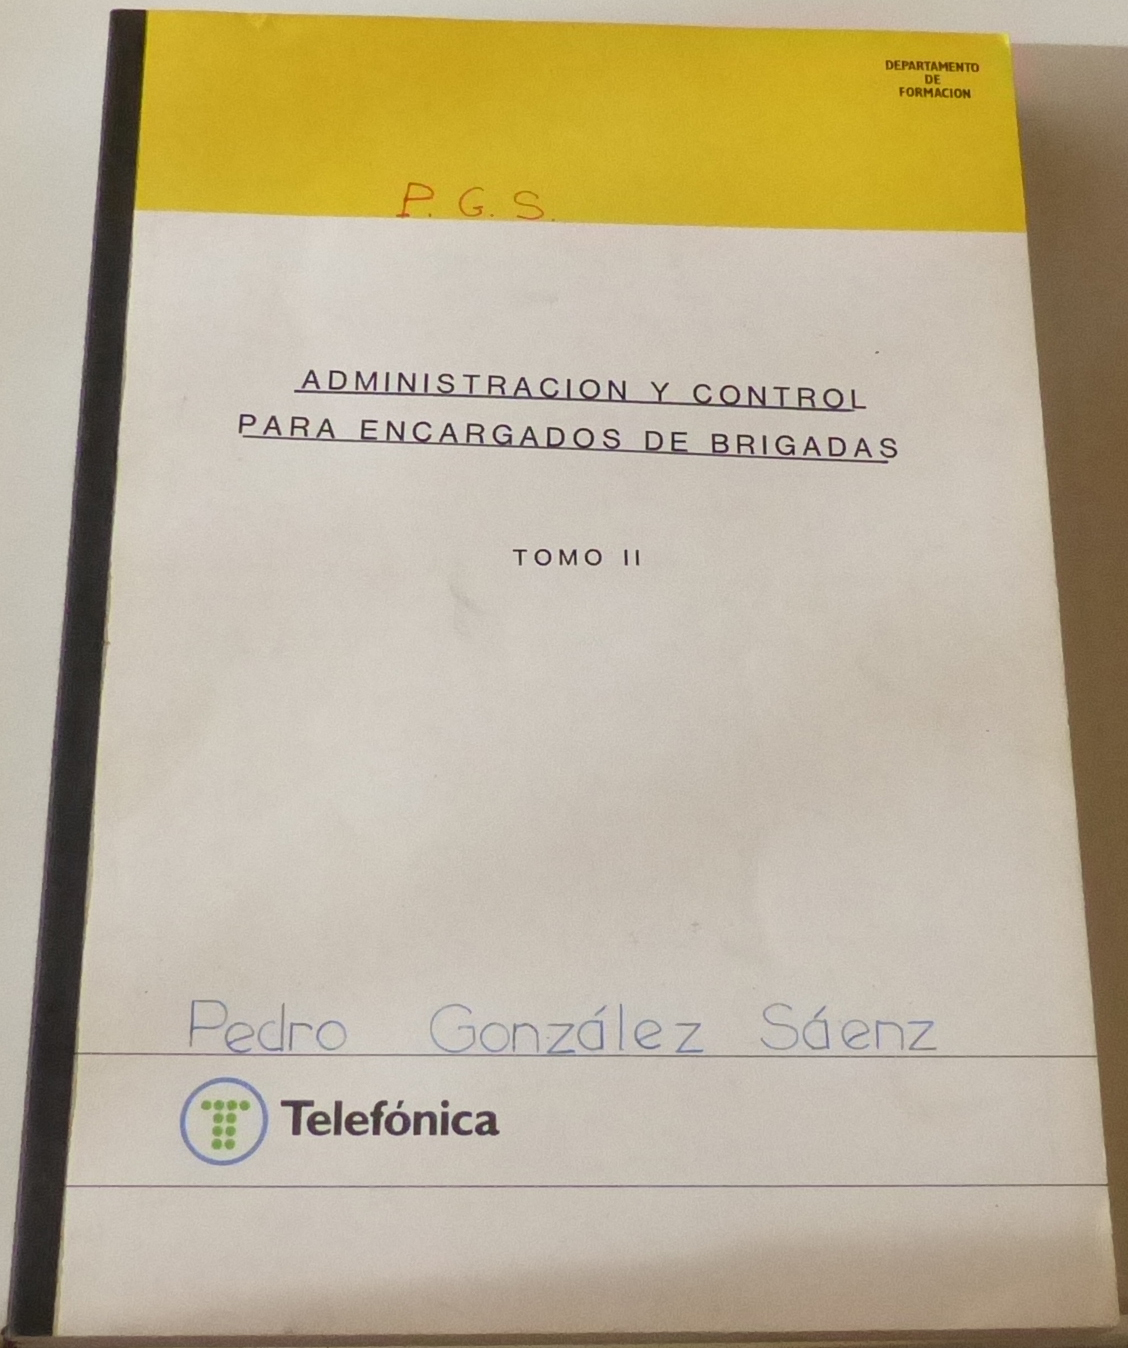 DEPARTAMENTO
DE
FORMACION
P. G. S.
ADMINISTRACION Y CONTROL
PARA ENCARGADOS DE BRIGADAS
TOMO II
Pedro González Sáenz
Telefónica